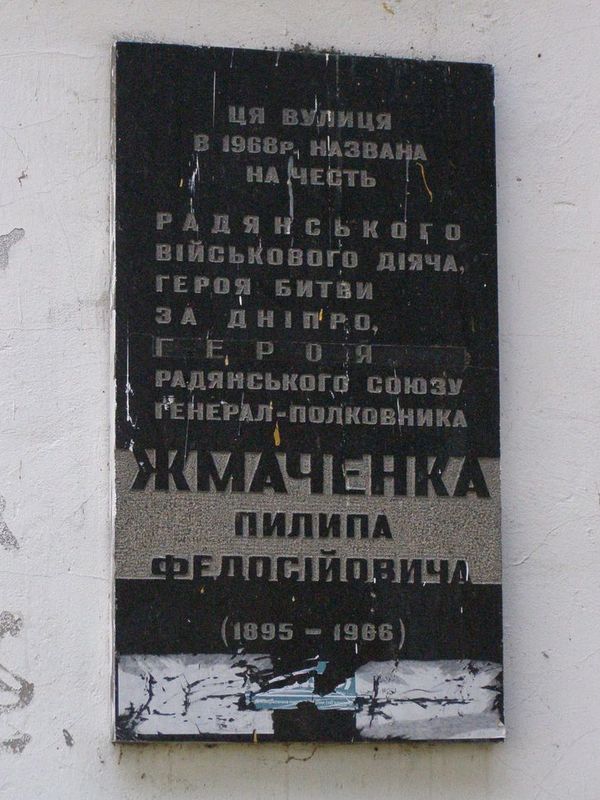 ЦЯ ВУЛИЦЯ
В 1968р. НАЗВАНА
НА ЧЕСТЬ
РАДЯНСЬКОГО
ВІЙСЬКОВОГО ДІЯЧА,
ГЕРОЯ БИТВИ
ЗА ДНІПРО,
ГЕРОЯ
РАДЯНСЬКОГО СОЮЗУ
ГЕНЕРАЛ-ПОЛКОВНИКА
ЖМАЧЕНКА
ПИЛИПА
ФЕДОСІЙОВИЧА
(1895 - 1966)